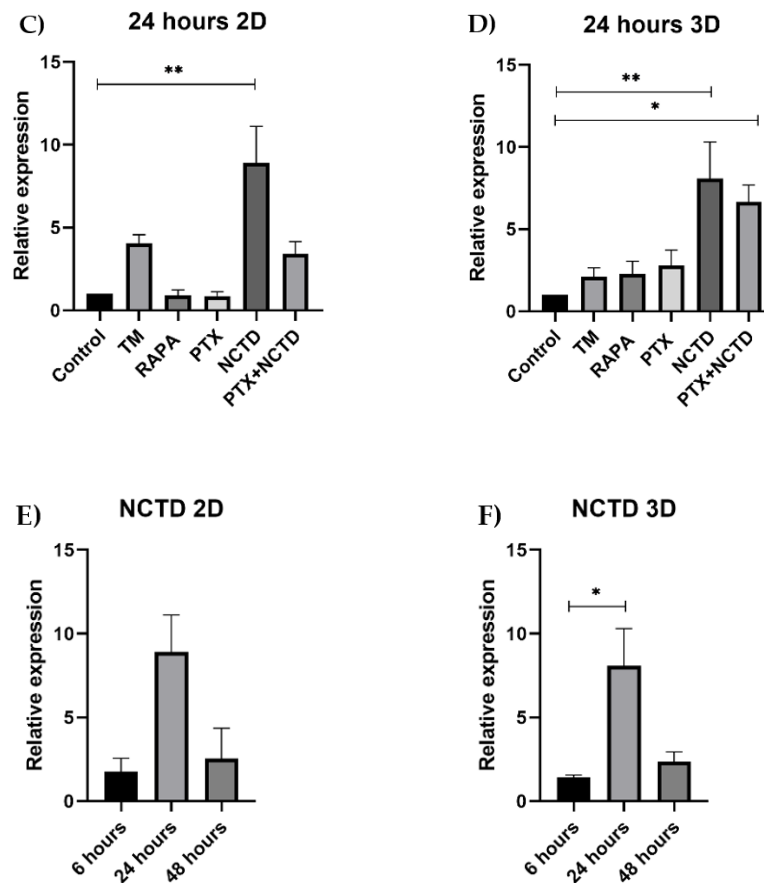 C)
24 hours 2D
Relative expression
15
10
5
0
**
Control
TM
RAPA
PTX
NCTD
PTX+NCTD
D)
24 hours 3D
Relative expression
15
10
5
0
**
*
Control
TM
RAPA
PTX
NCTD
PTX+NCTD
E)
NCTD 2D
Relative expression
15
10
5
0
6 hours
24 hours
48 hours
F)
NCTD 3D
Relative expression
15
10
5
0
*
6 hours
24 hours
48 hours